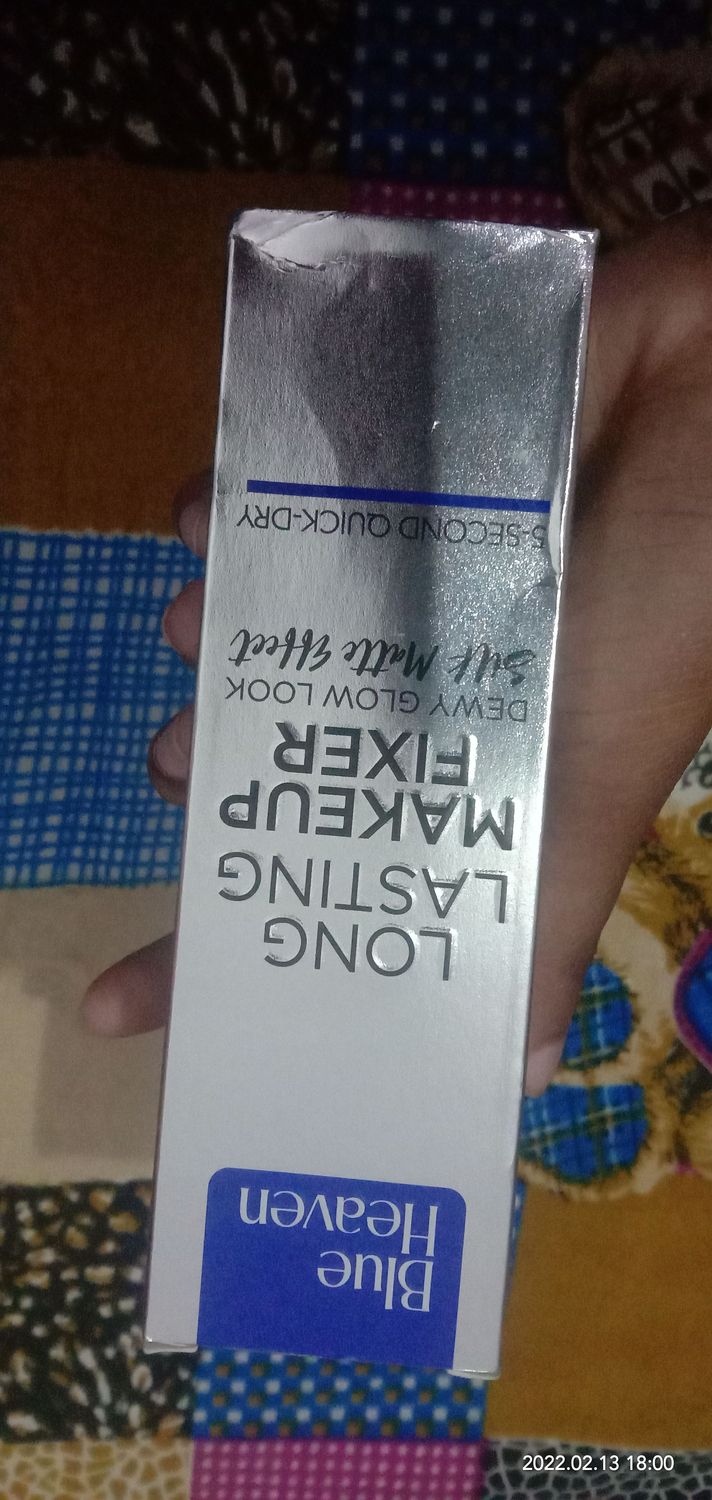 Blue
Heaven
LONG
LASTING
MAKEUP
FIXER
DEWY GLOW LOOK
Silk Matte Effect
5-SECOND QUICK-DRY
2022.02.13 18:00